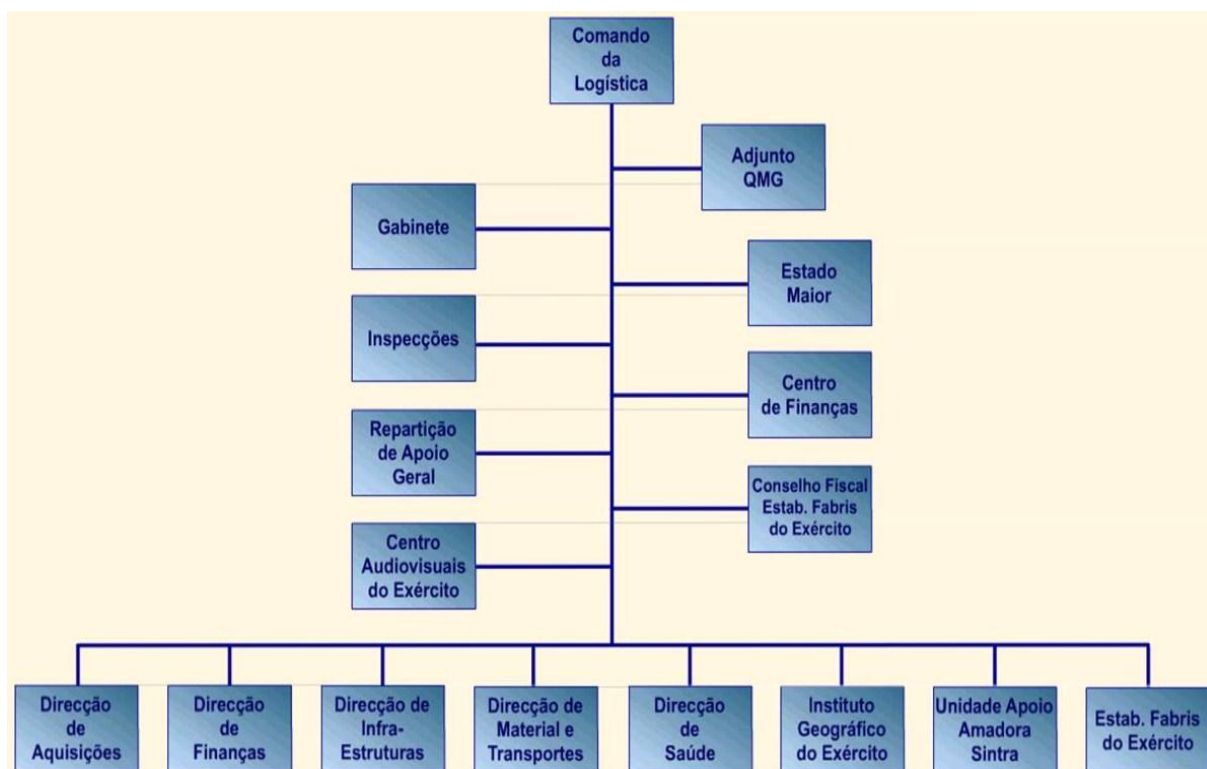 Comando
da
Logística
Adjunto
QMG
Gabinete
Estado
Maior
Inspecções
Centro
de Finanças
Repartição
de Apoio
Geral
Conselho Fiscal
Estab. Fabris
do Exército
Centro
Audiovisuais
do Exército
Direcção
de
Aquisições
Direcção
de
Finanças
Direcção de
Infra-
Estruturas
Direcção de
Material e
Transportes
Direcção
de
Saúde
Instituto
Geográfico
do Exército
Unidade Apoio
Amadora
Sintra
Estab. Fabris
do Exército